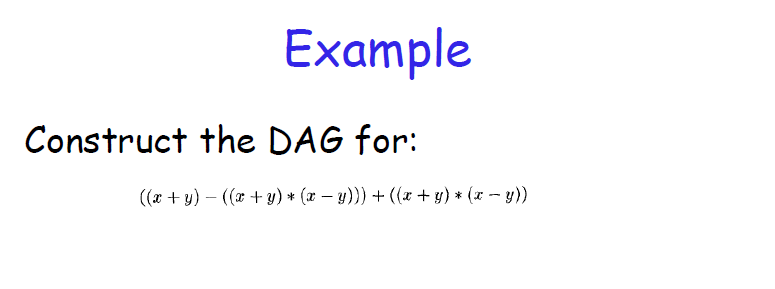 Example
Construct the DAG for:
((x + y) − ((x + y) ∗ (x − y))) + ((x + y) ∗ (x − y))